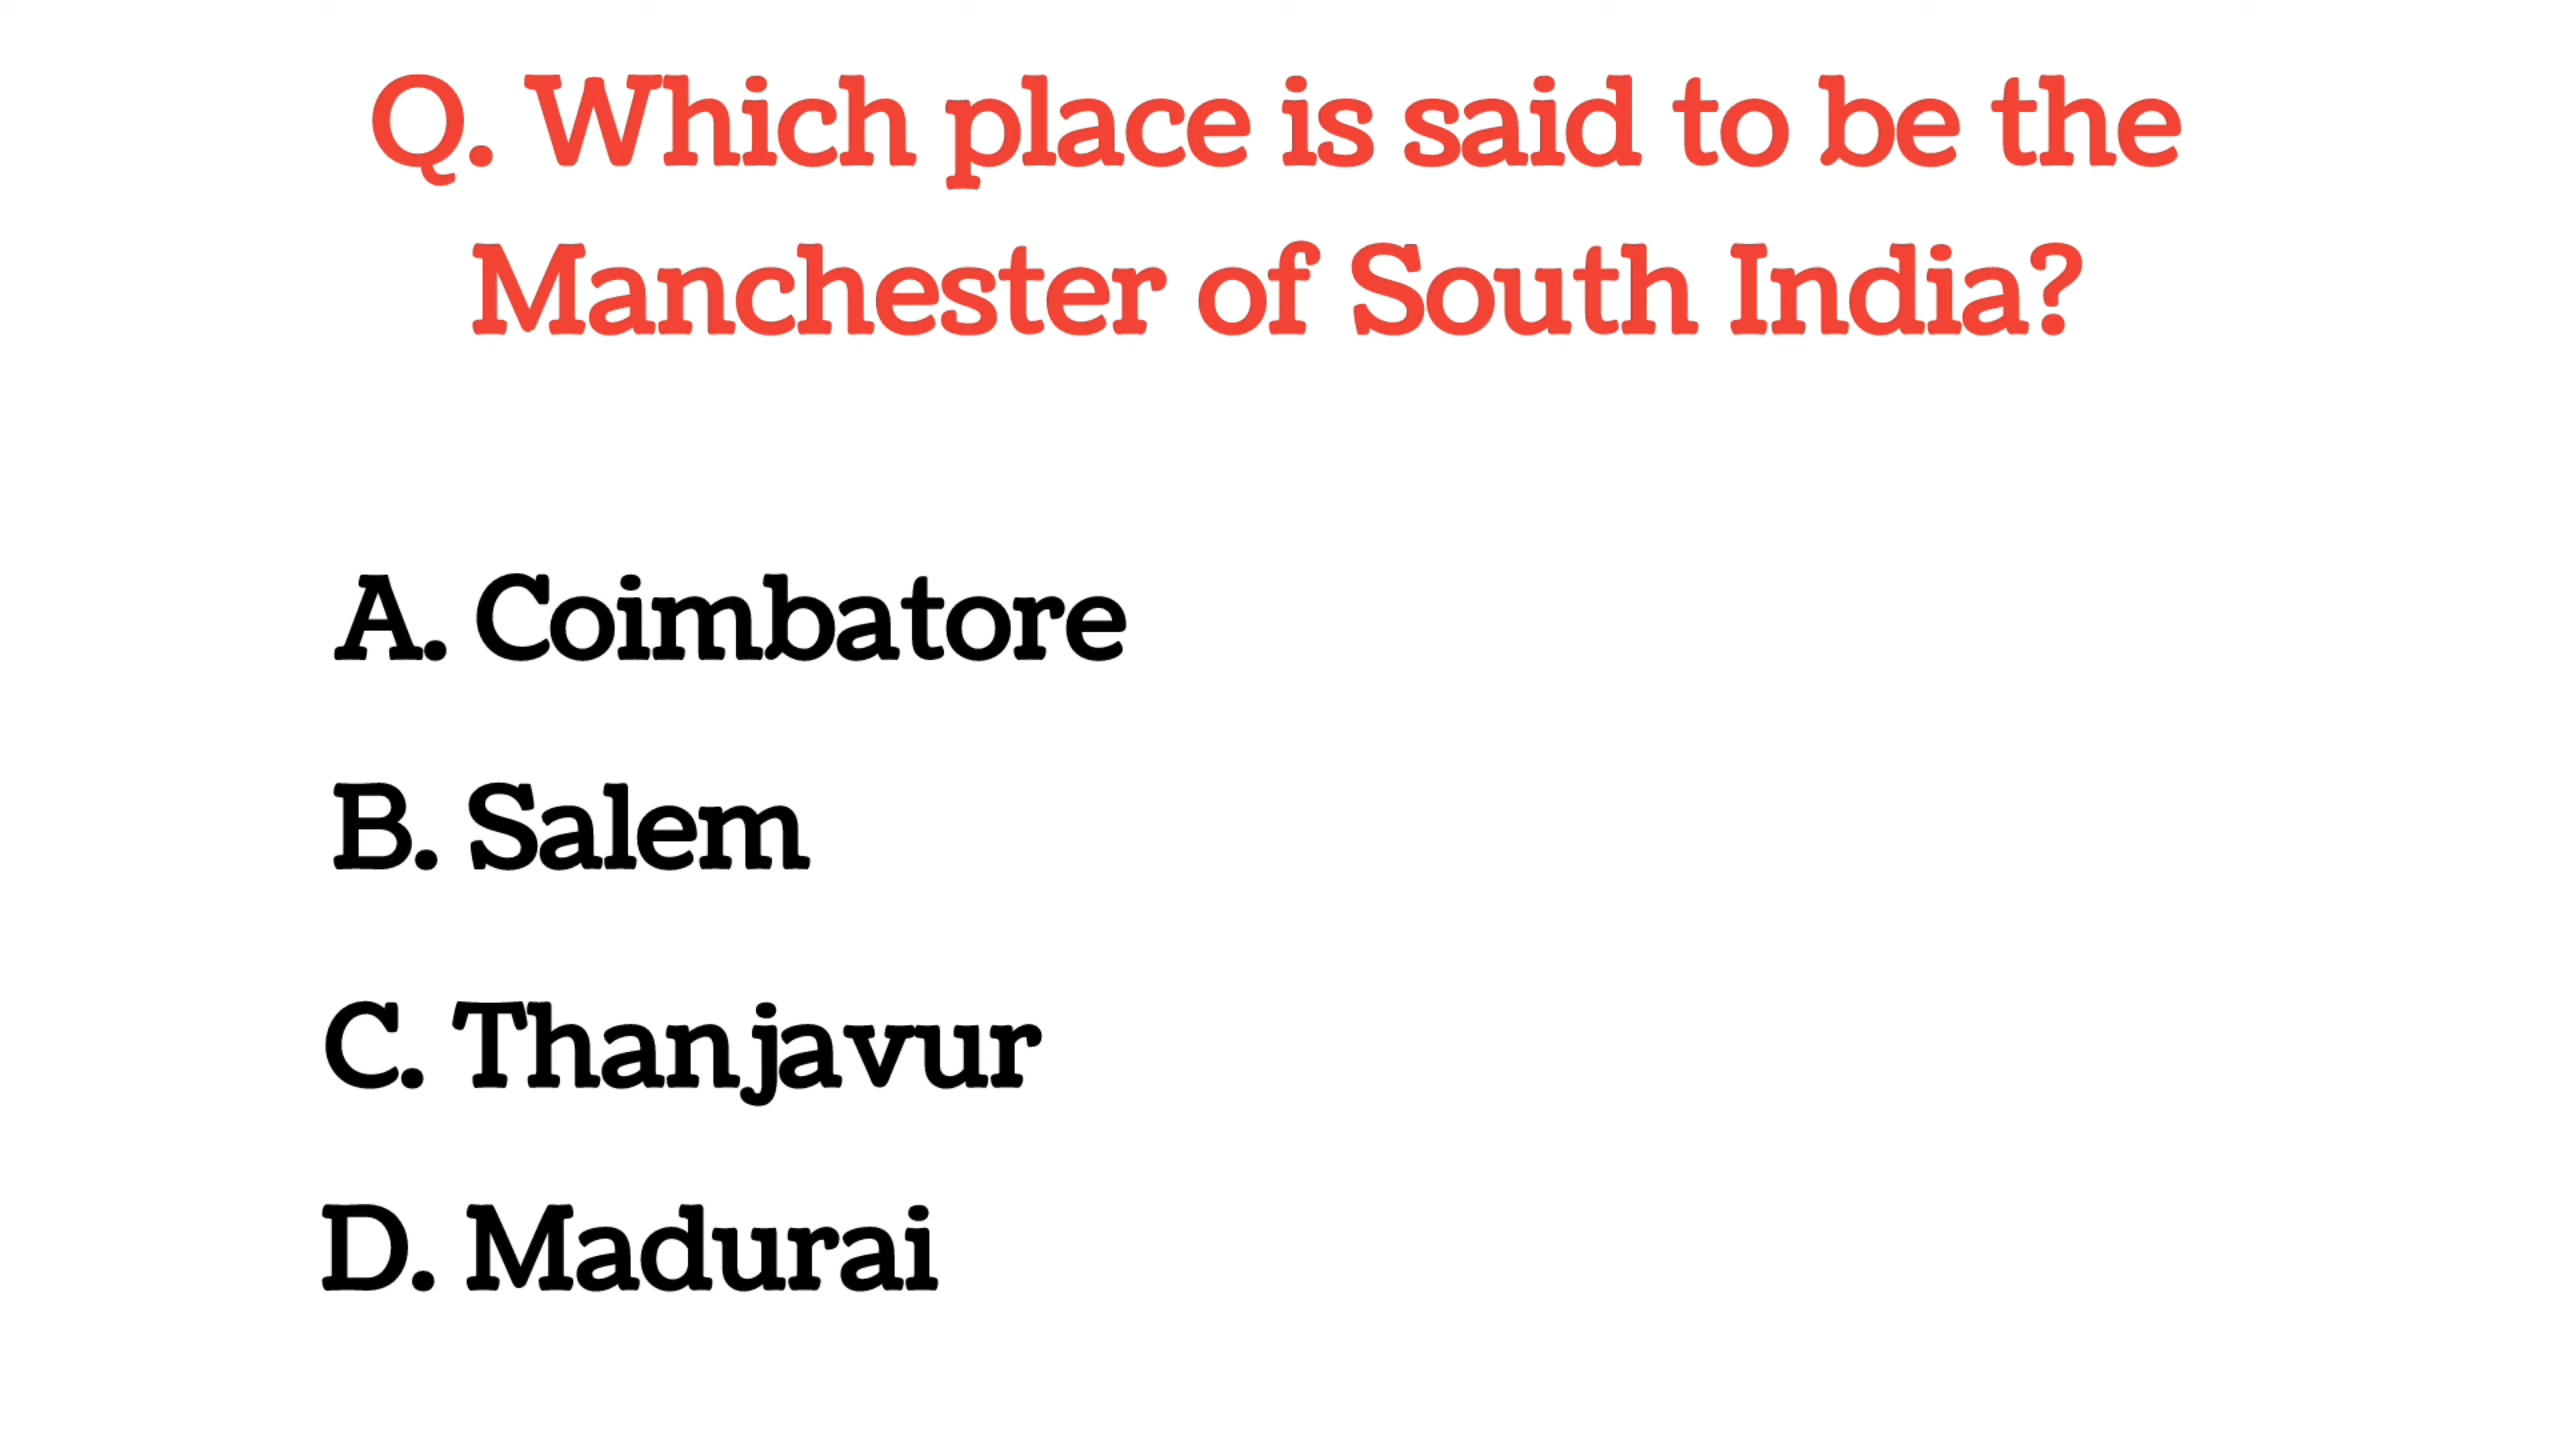 Q. Which place is said to be the
Manchester of South India?
A. Coimbatore
B. Salem
C. Thanjavur
D. Madurai